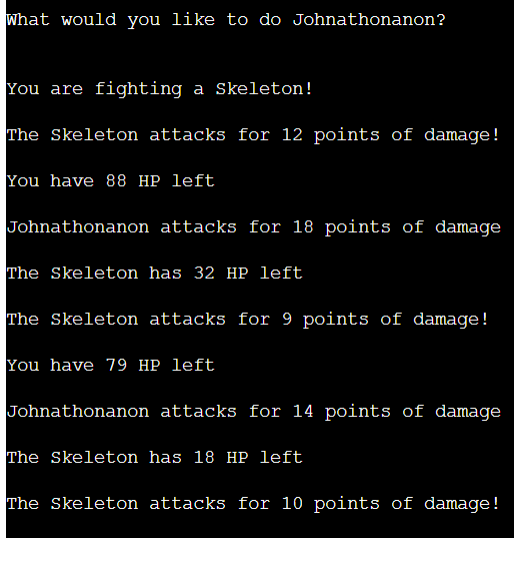 What would you like to do Johnathonanon?
You are fighting a Skeleton!
The Skeleton attacks for 12 points of damage!
You have 88 HP left
Johnathonanon attacks for 18 points of damage
The Skeleton has 32 HP left
The Skeleton attacks for 9 points of damage!
You have 79 HP left
Johnathonanon attacks for 14 points of damage
The Skeleton has 18 HP left
The Skeleton attacks for 10 points of damage!